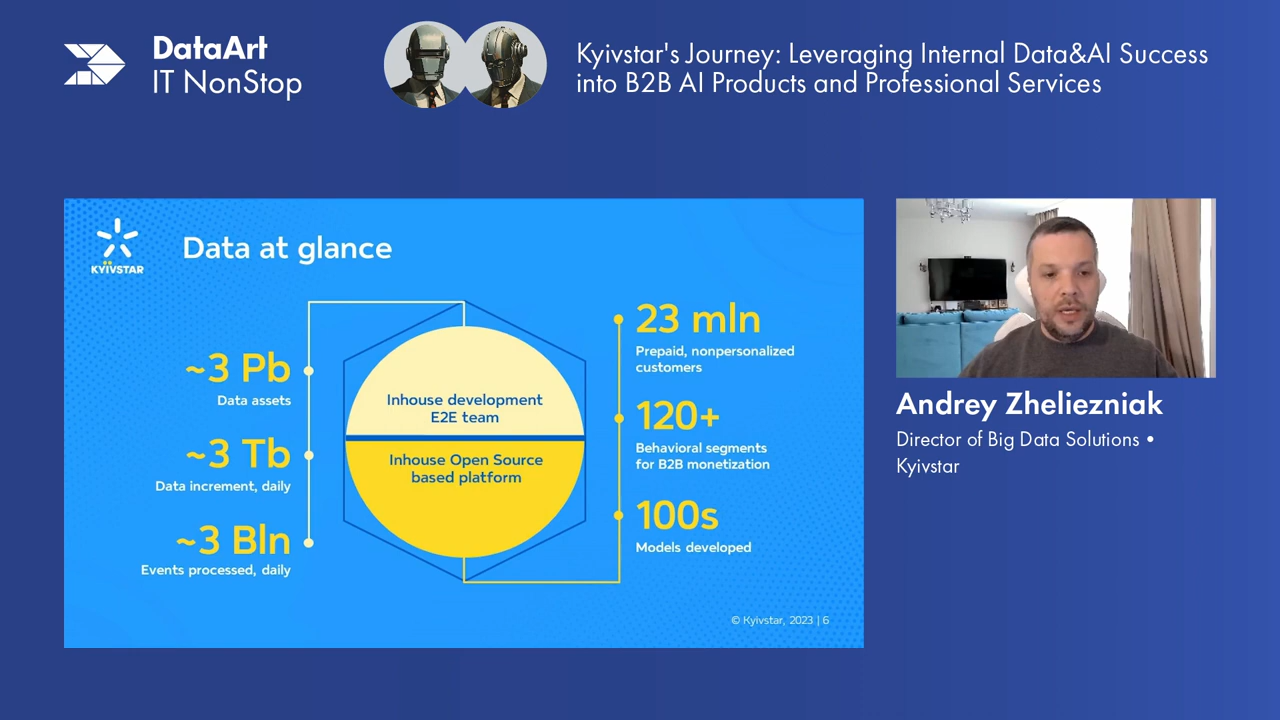 DataArt
IT NonStop
Kyivstar's Journey: Leveraging Internal Data&AI Success
into B2B AI Products and Professional Services
KYЇVSTAR
Data at glance
~3 Pb
Data assets
~3 Tb
Data increment, daily
~3 Bln
Events processed, daily
Inhouse development
E2E team
Inhouse Open Source
based platform
23 mln
Prepaid, nonpersonalized
customers
120+
Behavioral segments
for B2B monetization
100s
Models developed
© Kyivstar, 2023 | 6
Andrey Zheliezniak
Director of Big Data Solutions •
Kyivstar